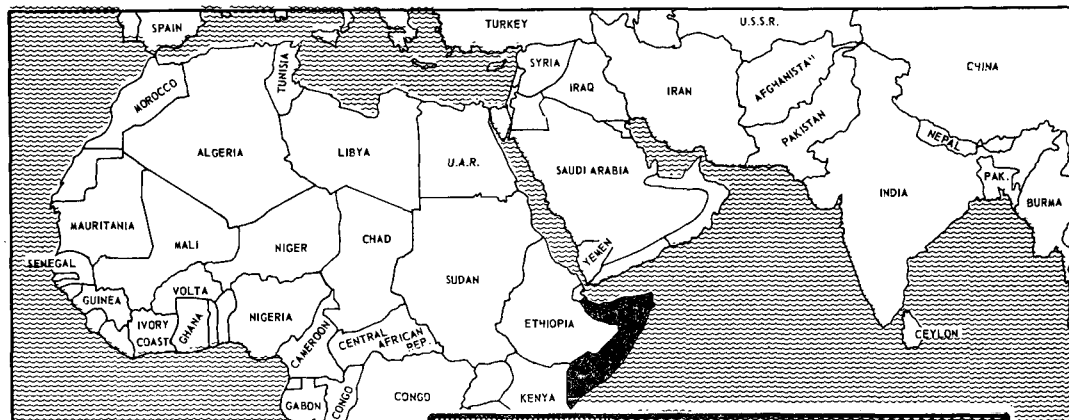 SPAIN
TURKEY
U.S.S.R.
TUNISIA
SYRIA
CHINA
MOROCCO
IRAQ
IRAN
AFGHANISTAN
PAKISTAN
NEPAL
ALGERIA
LIBYA
U.A.R.
SAUDI ARABIA
INDIA
PAK.
BURMA
MAURITANIA
MALI
NIGER
CHAD
YEMEN
SENEGAL
SUDAN
GUINEA
VOLTA
IVORY
COAST
GHANA
NIGERIA
CAMEROON
CENTRAL
AFRICAN
REP.
ETHIOPIA
CEYLON
GABON
CONGO
CONGO
KENYA